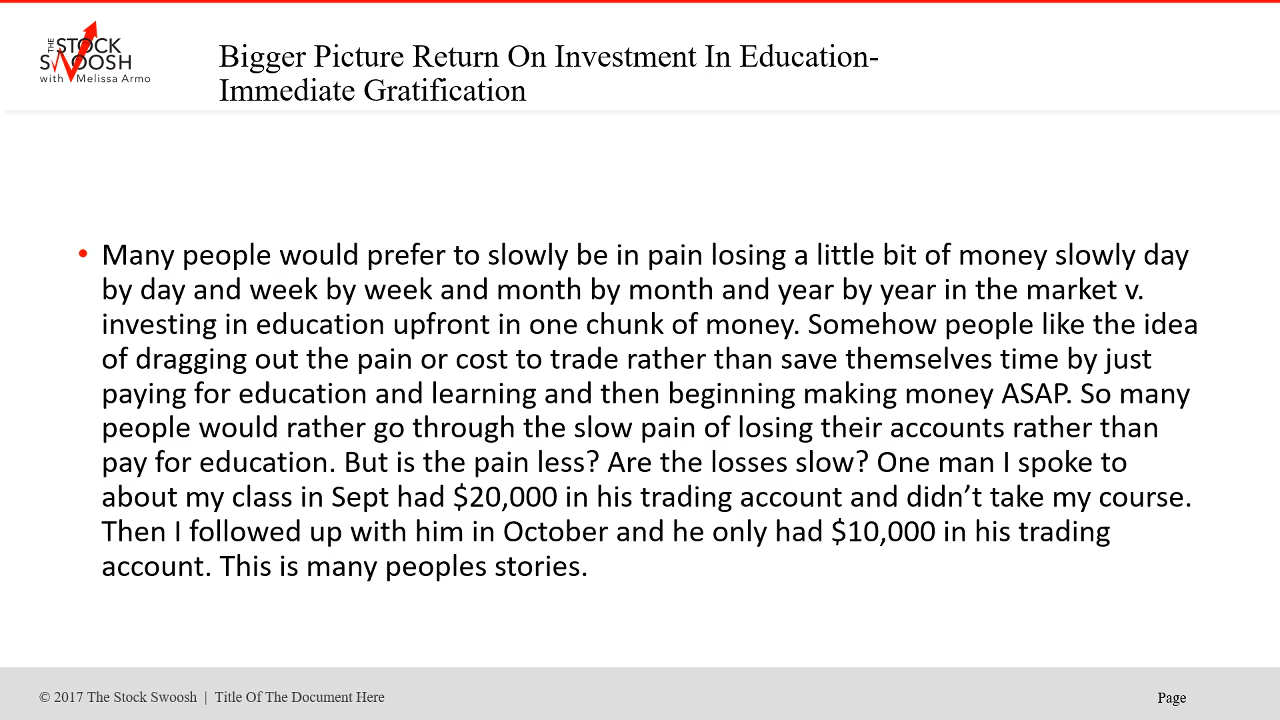 THE STOCK
SWOOSH
with Melissa Armo
Bigger Picture Return On Investment In Education-
Immediate Gratification
• Many people would prefer to slowly be in pain losing a little bit of money slowly day
by day and week by week and month by month and year by year in the market v.
investing in education upfront in one chunk of money. Somehow people like the idea
of dragging out the pain or cost to trade rather than save themselves time by just
paying for education and learning and then beginning making money ASAP. So many
people would rather go through the slow pain of losing their accounts rather than
pay for education. But is the pain less? Are the losses slow? One man I spoke to
about my class in Sept had $20,000 in his trading account and didn’t take my course.
Then I followed up with him in October and he only had $10,000 in his trading
account. This is many peoples stories.
© 2017 The Stock Swoosh | Title Of The Document Here
Page